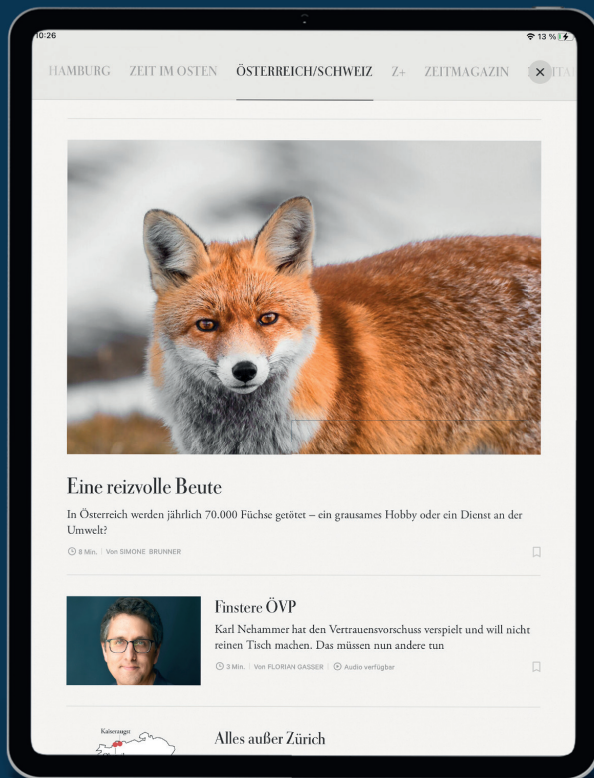 10:26
13 %
HAMBURG ZEIT IM OSTEN ÖSTERREICH/SCHWEIZ Z+ ZEITMAGAZIN
Eine reizvolle Beute
In Österreich werden jährlich 70.000 Füchse getötet – ein grausames Hobby oder ein Dienst an der
Umwelt?
8 Min. | Von SIMONE BRUNNER
Finstere ÖVP
Karl Nehammer hat den Vertrauensvorschuss verspielt und will nicht
reinen Tisch machen. Das müssen nun andere tun
3 Min. | Von FLORIAN GASSER | Audio verfügbar
Kaiseraugst
Alles außer Zürich